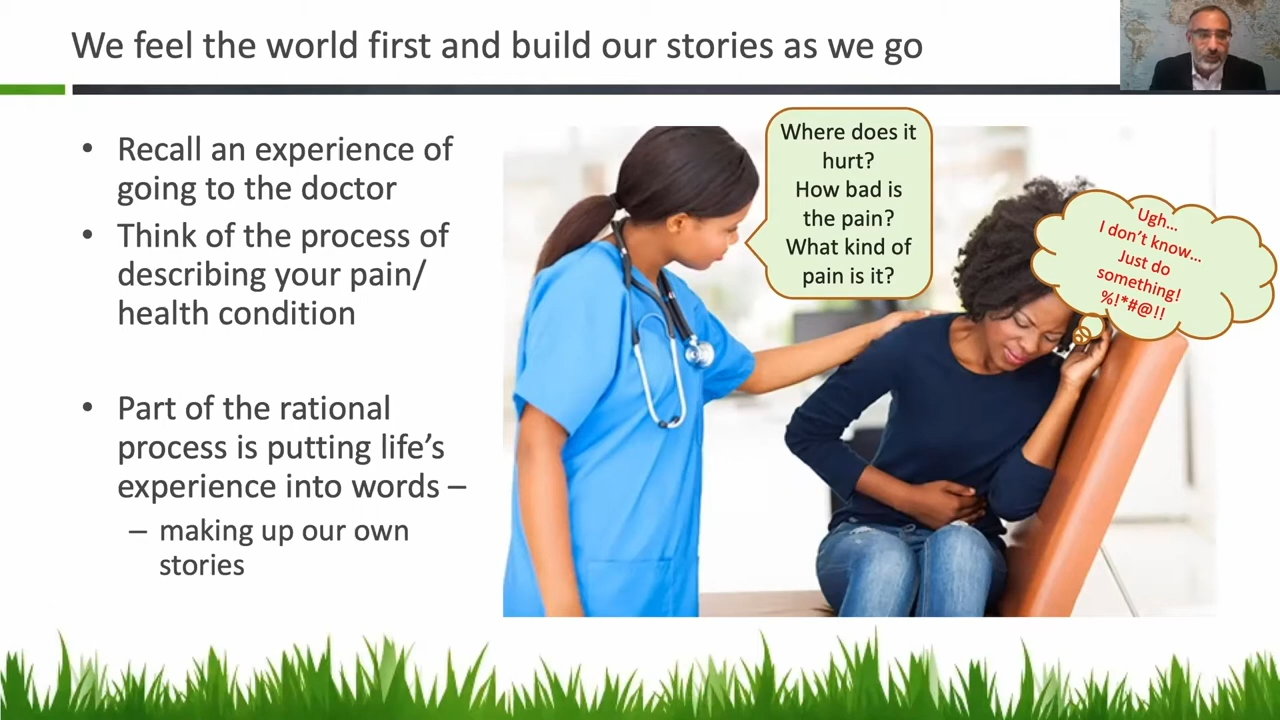 We feel the world first and build our stories as we go
• Recall an experience of
going to the doctor
• Think of the process of
describing your pain/
health condition
• Part of the rational
process is putting life’s
experience into words –
– making up our own
stories
Where does it
hurt?
How bad is
the pain?
What kind of
pain is it?
Ugh...
I don’t know...
Just do
something!
%!*#@!!